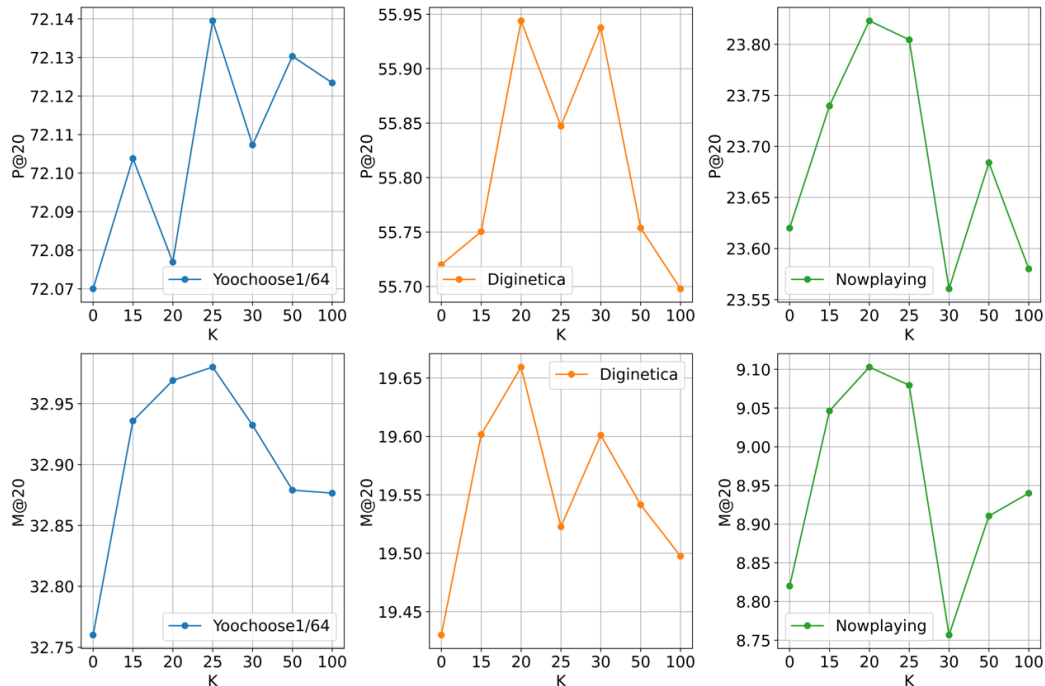 72.14
72.13
72.12
72.11
72.10
72.09
72.08
72.07
P@20
0 15 20 25 30 50 100
K
Yoochoose1/64
55.95
55.90
55.85
55.80
55.75
55.70
P@20
0 15 20 25 30 50 100
K
Diginetica
23.80
23.75
23.70
23.65
23.60
23.55
P@20
0 15 20 25 30 50 100
K
Nowplaying
32.95
32.90
32.85
32.80
32.75
M@20
0 15 20 25 30 50 100
K
Yoochoose1/64
19.65
19.60
19.55
19.50
19.45
M@20
0 15 20 25 30 50 100
K
Diginetica
9.10
9.05
9.00
8.95
8.90
8.85
8.80
8.75
M@20
0 15 20 25 30 50 100
K
Nowplaying